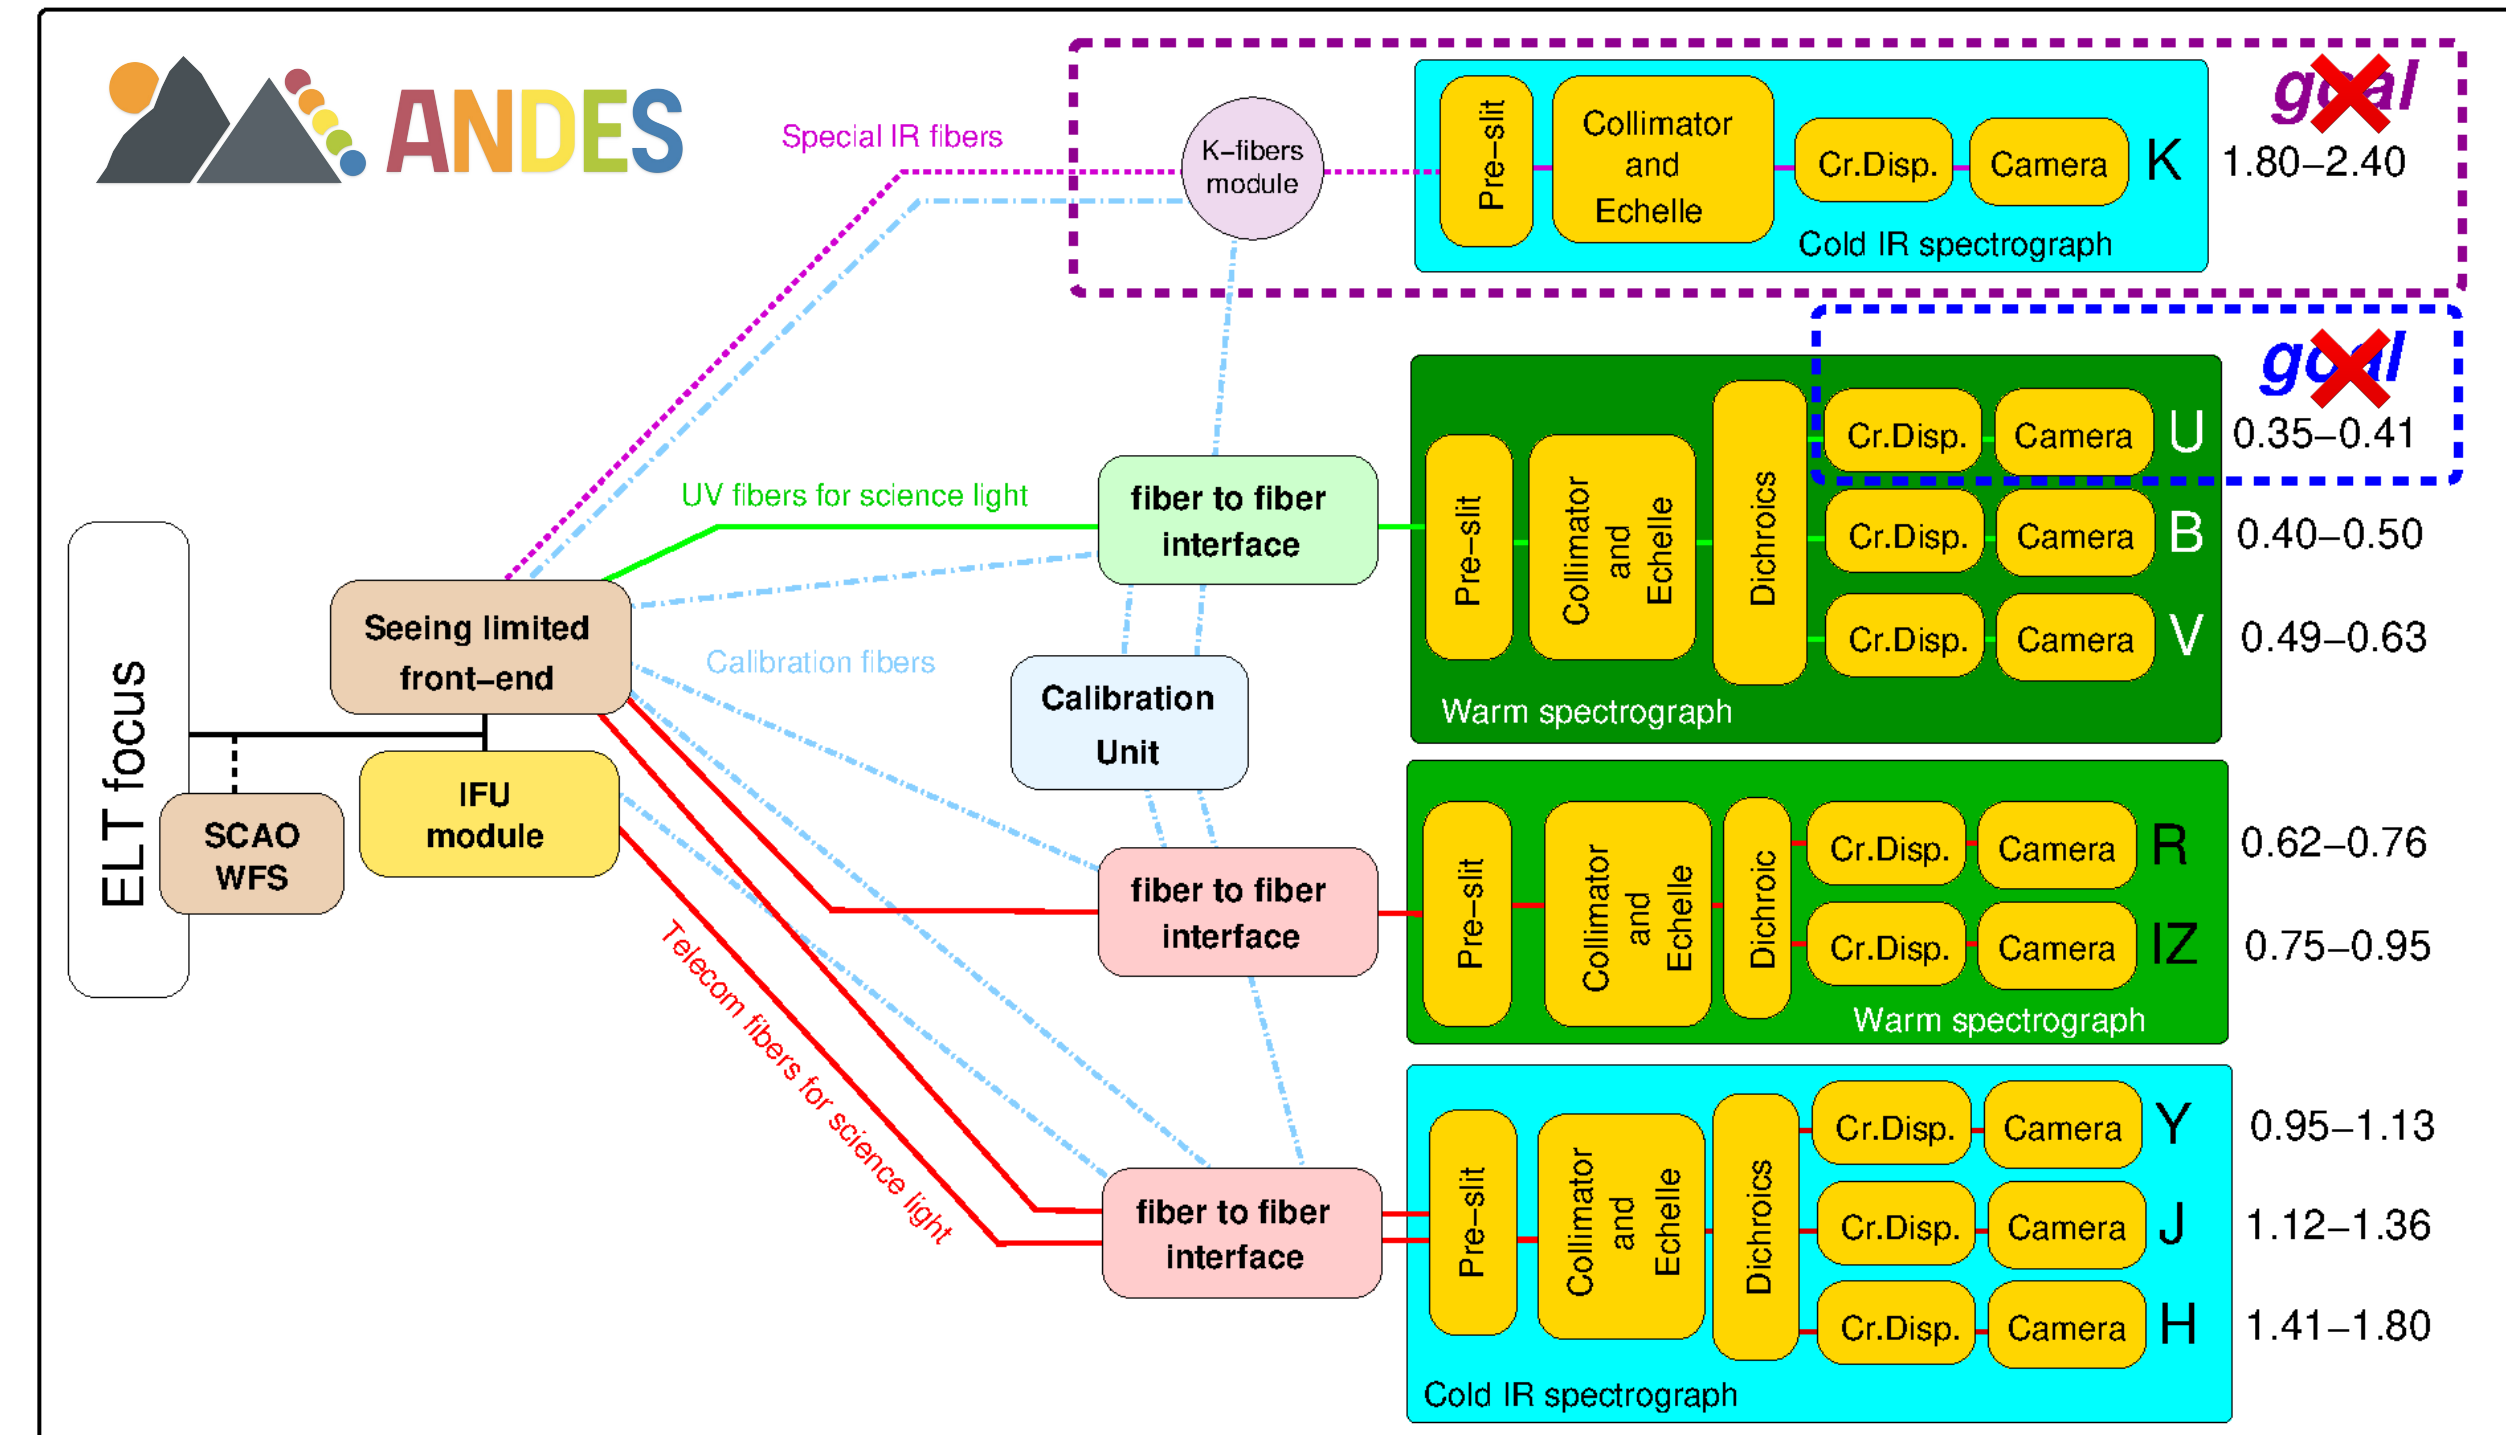 ANDES
Special IR fibers
K–fibers
module
Pre–slit
Collimator
and
Echelle
Cr.Disp.
Camera
K
Cold IR spectrograph
goal
1.80–2.40
UV fibers for science light
fiber to fiber
interface
Pre–slit
Collimator
and
Echelle
Dichroics
goal
Cr.Disp.
Camera
U
0.35–0.41
Cr.Disp.
Camera
B
0.40–0.50
Cr.Disp.
Camera
V
0.49–0.63
Warm spectrograph
ELT focus
Seeing limited
front–end
Calibration fibers
Calibration
Unit
SCAO
WFS
IFU
module
fiber to fiber
interface
Pre–slit
Collimator
and
Echelle
Dichroic
Cr.Disp.
Camera
R
0.62–0.76
Cr.Disp.
Camera
IZ
0.75–0.95
Warm spectrograph
Telecom fibers for science light
fiber to fiber
interface
Pre–slit
Collimator
and
Echelle
Dichroics
Cr.Disp.
Camera
Y
0.95–1.13
Cr.Disp.
Camera
J
1.12–1.36
Cr.Disp.
Camera
H
1.41–1.80
Cold IR spectrograph